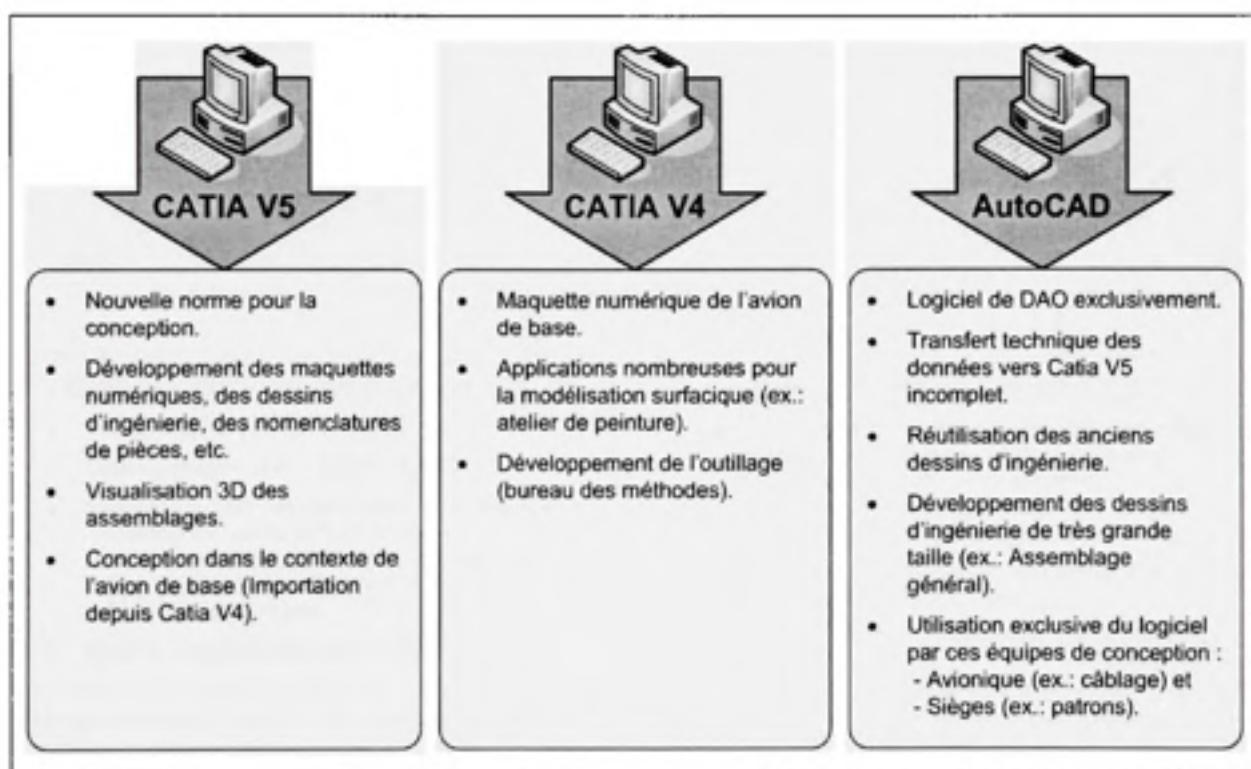 CATIA V5
• Nouvelle norme pour la
conception.
• Développement des maquettes
numériques, des dessins
d'ingénierie, des nomenclatures
de pièces, etc.
• Visualisation 3D des
assemblages.
• Conception dans le contexte de
l'avion de base (Importation
depuis Catia V4).
CATIA V4
• Maquette numérique de l'avion
de base.
• Applications nombreuses pour
la modélisation surfacique (ex.:
atelier de peinture).
• Développement de l'outillage
(bureau des méthodes).
AutoCAD
• Logiciel de DAO exclusivement.
• Transfert technique des
données vers Catia V5
incomplet.
• Réutilisation des anciens
dessins d'ingénierie.
• Développement des dessins
d'ingénierie de très grande
taille (ex.: Assemblage
général).
• Utilisation exclusive du logiciel
par ces équipes de conception :
- Avionique (ex.: câblage) et
- Sièges (ex.: patrons).